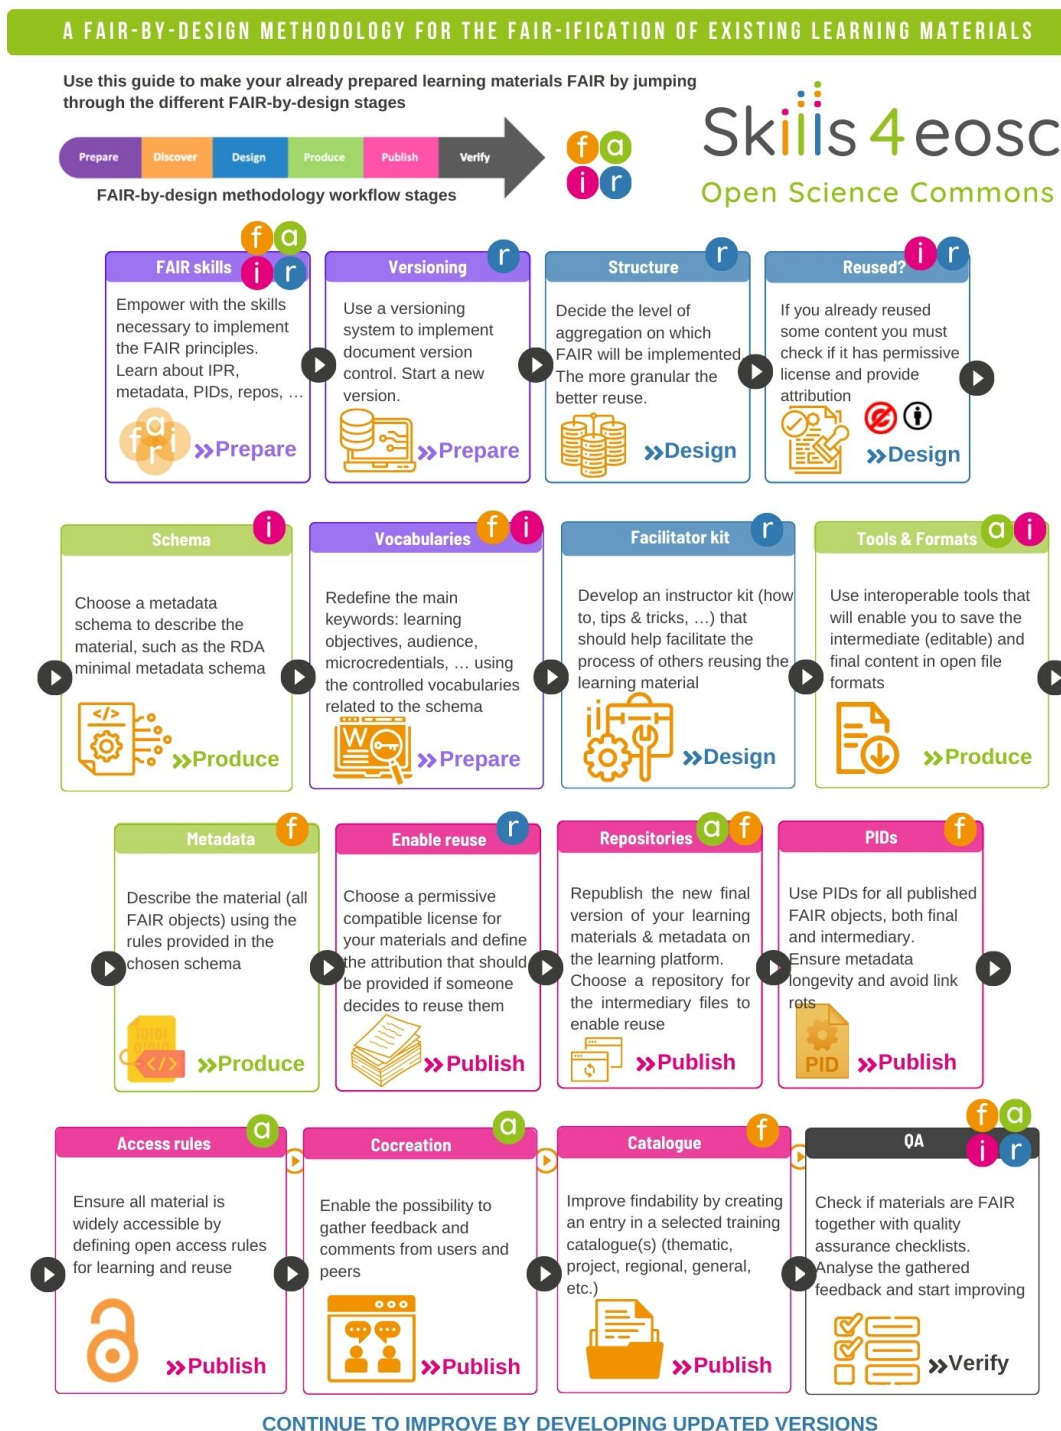 A FAIR-BY-DESIGN METHODOLOGY FOR THE FAIR-IFICATION OF EXISTING LEARNING MATERIALS
Use this guide to make your already prepared learning materials FAIR by jumping
through the different FAIR-by-design stages
Prepare
Discover
Design
Produce
Publish
Verify
FAIR-by-design methodology workflow stages
f a
i r
Skills 4 eosc
Open Science Commons
f a
i r
FAIR skills
Empower with the skills
necessary to implement
the FAIR principles.
Learn about IPR,
metadata, PIDs, repos, …
f a i r
»Prepare
r
Versioning
Use a versioning
system to implement
document version
control. Start a new
version.
»Prepare
r
Structure
Decide the level of
aggregation on which
FAIR will be implemented.
The more granular the
better reuse.
»Design
i r
Reused?
If you already reused
some content you must
check if it has permissive
license and provide
attribution
»Design
i
Schema
Choose a metadata
schema to describe the
material, such as the RDA
minimal metadata schema
</>
»Produce
f i
Vocabularies
Redefine the main
keywords: learning
objectives, audience,
microcredentials, … using
the controlled vocabularies
related to the schema
W
»Prepare
r
Facilitator kit
Develop an instructor kit (how
to, tips & tricks, …) that
should help facilitate the
process of others reusing the
learning material
»Design
a i
Tools & Formats
Use interoperable tools that
will enable you to save the
intermediate (editable) and
final content in open file
formats
»Produce
f
Metadata
Describe the material (all
FAIR objects) using the
rules provided in the
chosen schema
</>
»Produce
r
Enable reuse
Choose a permissive
compatible license for
your materials and define
the attribution that should
be provided if someone
decides to reuse them
»Publish
a f
Repositories
Republish the new final
version of your learning
materials & metadata on
the learning platform.
Choose a repository for
the intermediary files to
enable reuse
»Publish
f
PIDs
Use PIDs for all published
FAIR objects, both final
and intermediary.
Ensure metadata
longevity and avoid link
rots
PID
»Publish
a
Access rules
Ensure all material is
widely accessible by
defining open access rules
for learning and reuse
»Publish
a
Cocreation
Enable the possibility to
gather feedback and
comments from users and
peers
»Publish
f
Catalogue
Improve findability by creating
an entry in a selected training
catalogue(s) (thematic,
project, regional, general,
etc.)
»Publish
f a
i r
QA
Check if materials are FAIR
together with quality
assurance checklists.
Analyse the gathered
feedback and start improving
»Verify
CONTINUE TO IMPROVE BY DEVELOPING UPDATED VERSIONS